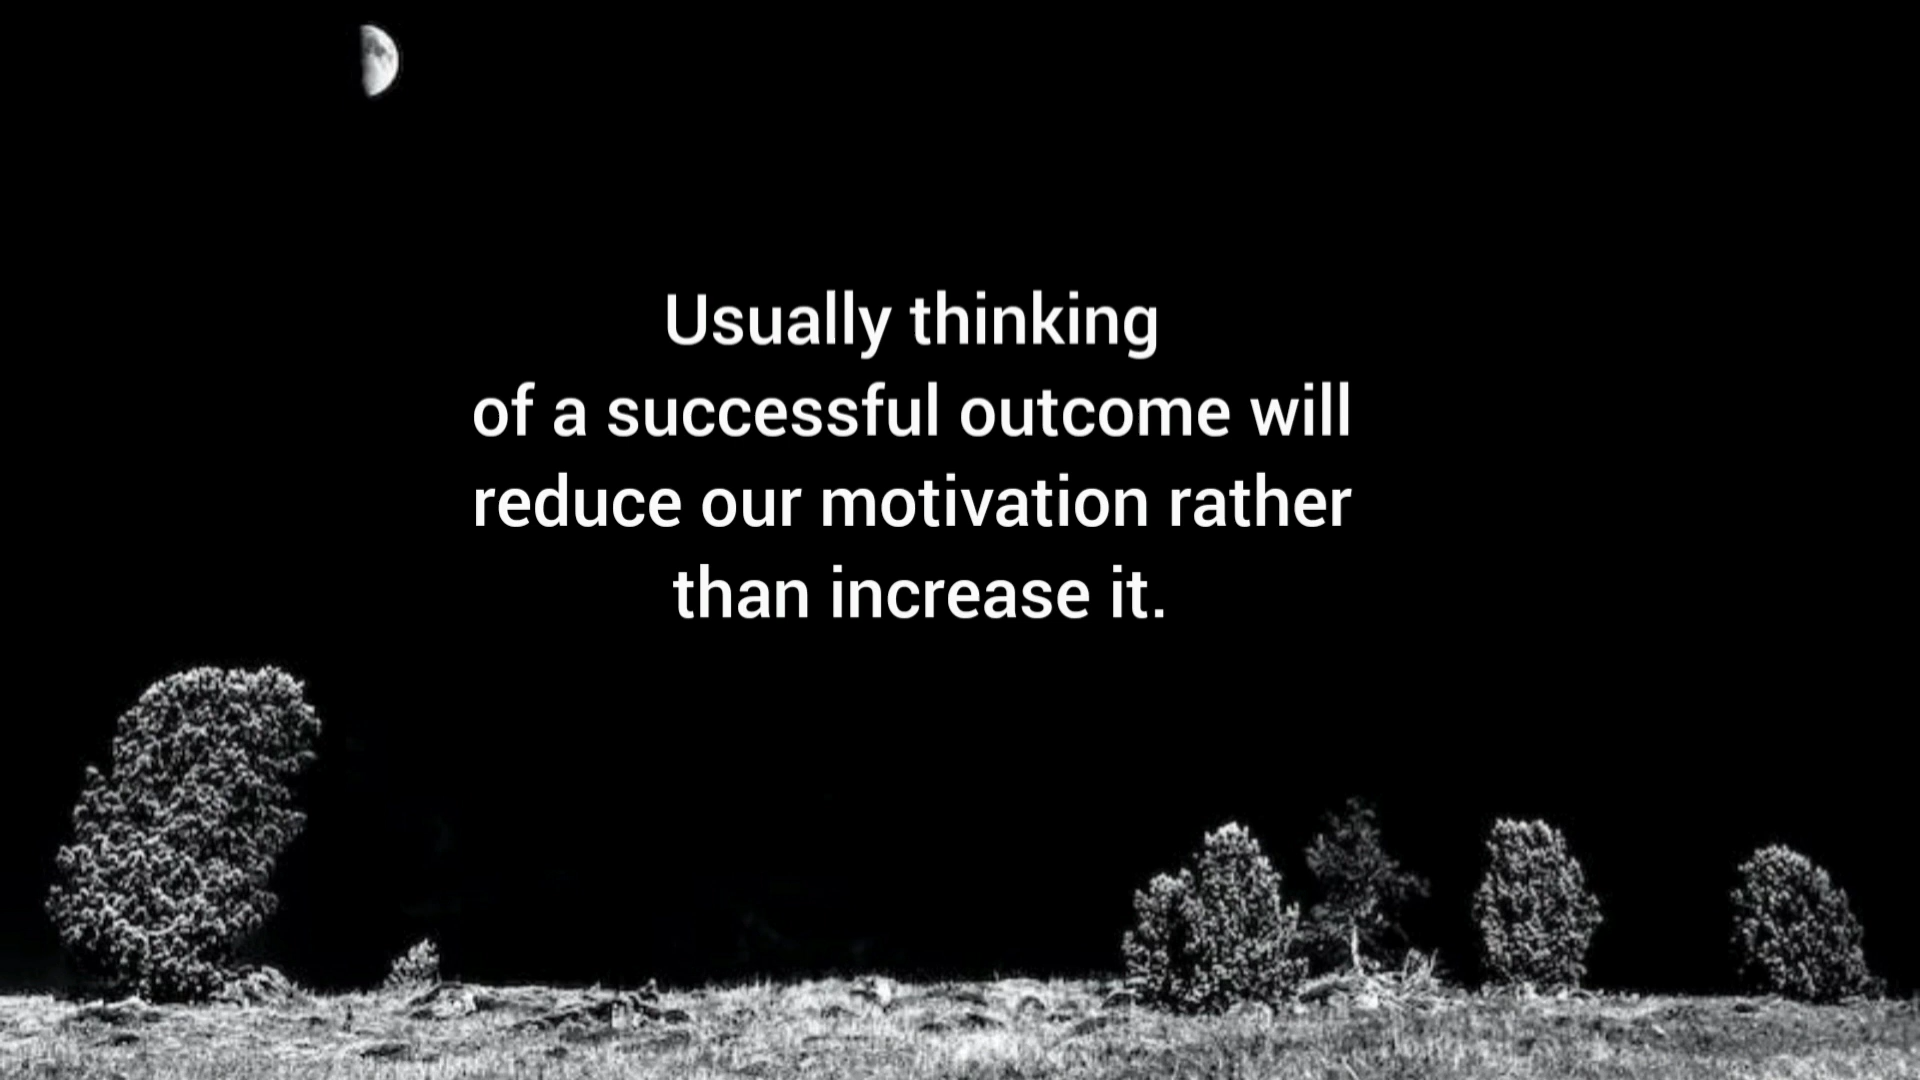 Usually thinking
of a successful outcome will
reduce our motivation rather
than increase it.